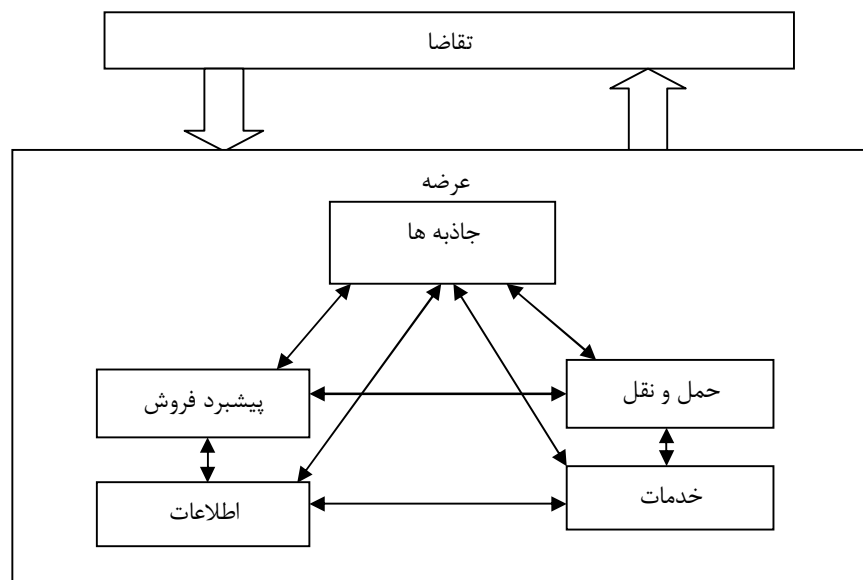 تقاضا
عرضه
جاذبه ها
حمل و نقل
پیشبرد فروش
خدمات
اطلاعات